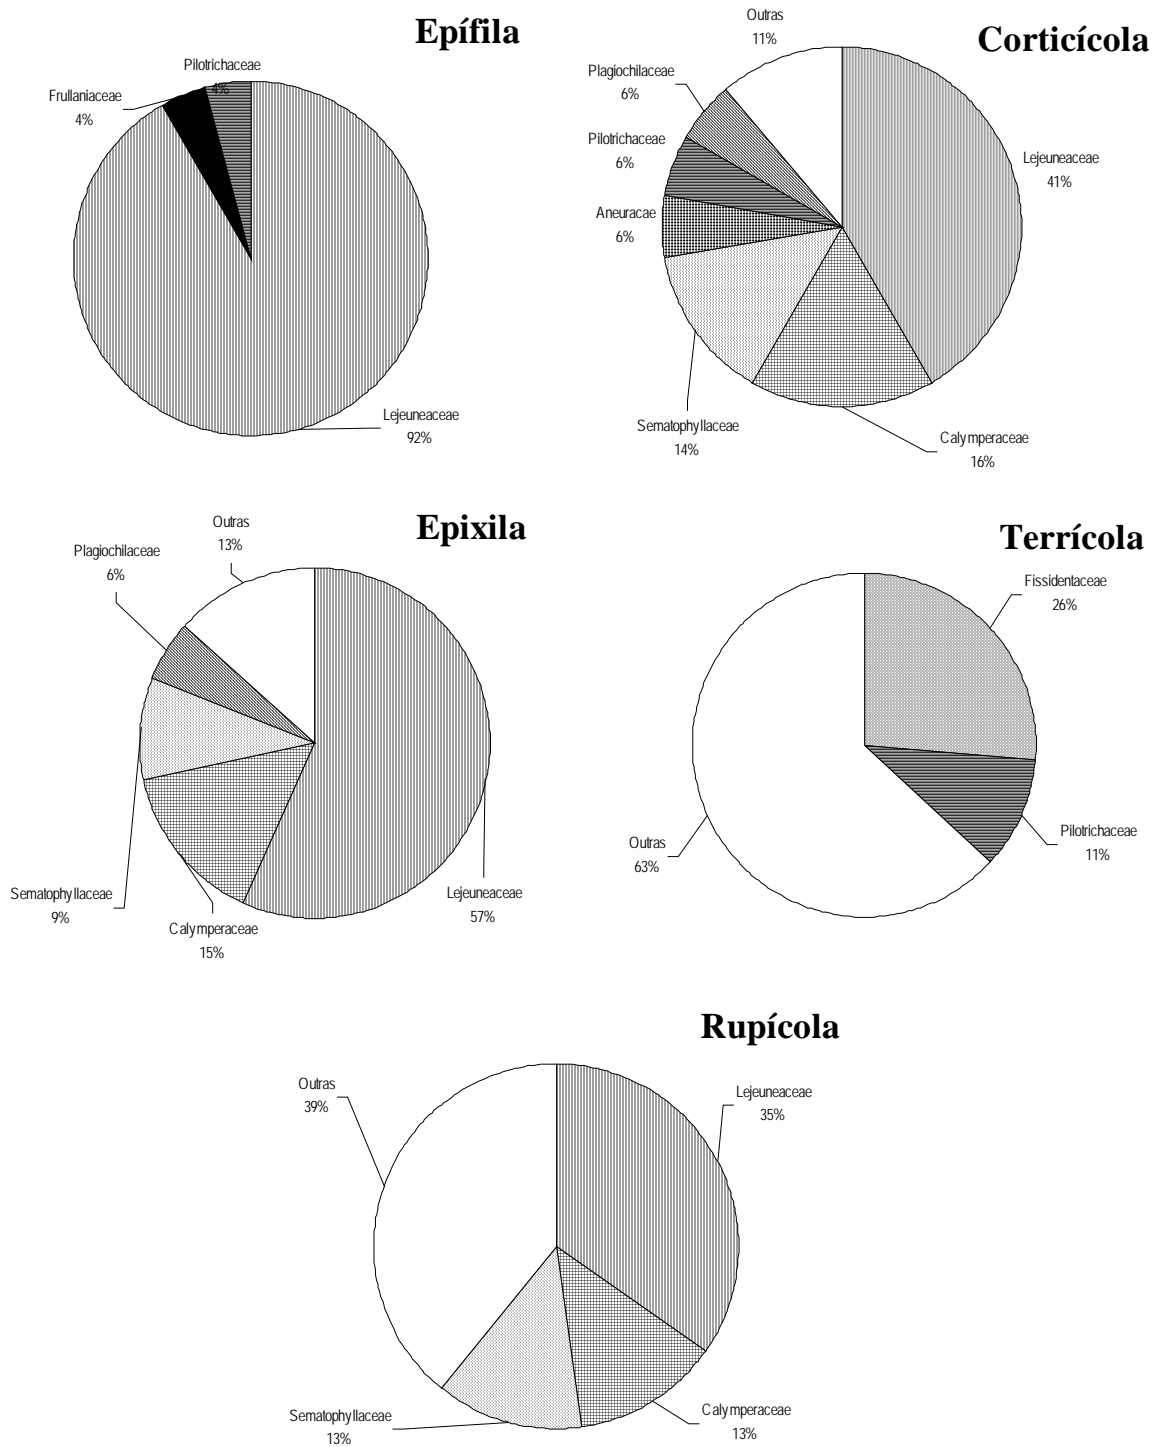 Epífila
Pilotrichaceae
4%
Frullaniaceae
4%
Lejeuneaceae
92%
Corticícola
Outras
11%
Plagiochilaceae
6%
Pilotrichaceae
6%
Aneuracae
6%
Lejeuneaceae
41%
Sematophyllaceae
14%
Calymperaceae
16%
Epixila
Outras
13%
Plagiochilaceae
6%
Sematophyllaceae
9%
Calymperaceae
15%
Lejeuneaceae
57%
Terrícola
Fissidentaceae
26%
Outras
63%
Pilotrichaceae
11%
Rupícola
Outras
39%
Lejeuneaceae
35%
Sematophyllaceae
13%
Calymperaceae
13%